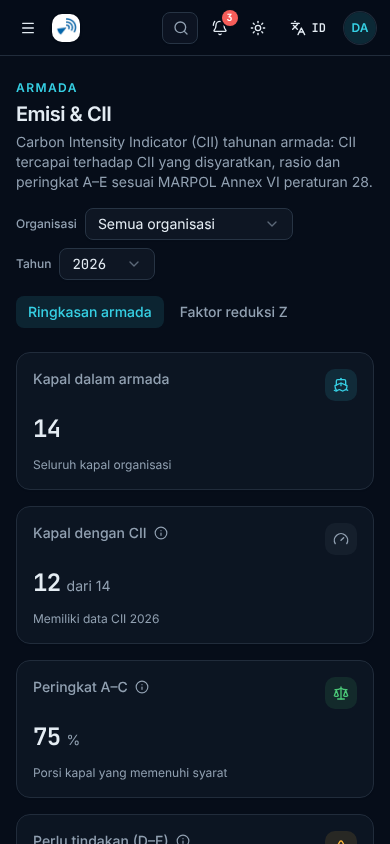 3
ID
DA
ARMADA
Emisi & CII
Carbon Intensity Indicator (CII) tahunan armada: CII
tercapai terhadap CII yang disyaratkan, rasio dan
peringkat A–E sesuai MARPOL Annex VI peraturan 28.
Organisasi Semua organisasi
Tahun 2026
Ringkasan armada Faktor reduksi Z
Kapal dalam armada
14
Seluruh kapal organisasi
Kapal dengan CII
12 dari 14
Memiliki data CII 2026
Peringkat A–C
75 %
Porsi kapal yang memenuhi syarat
Perlu tindakan (D–E)